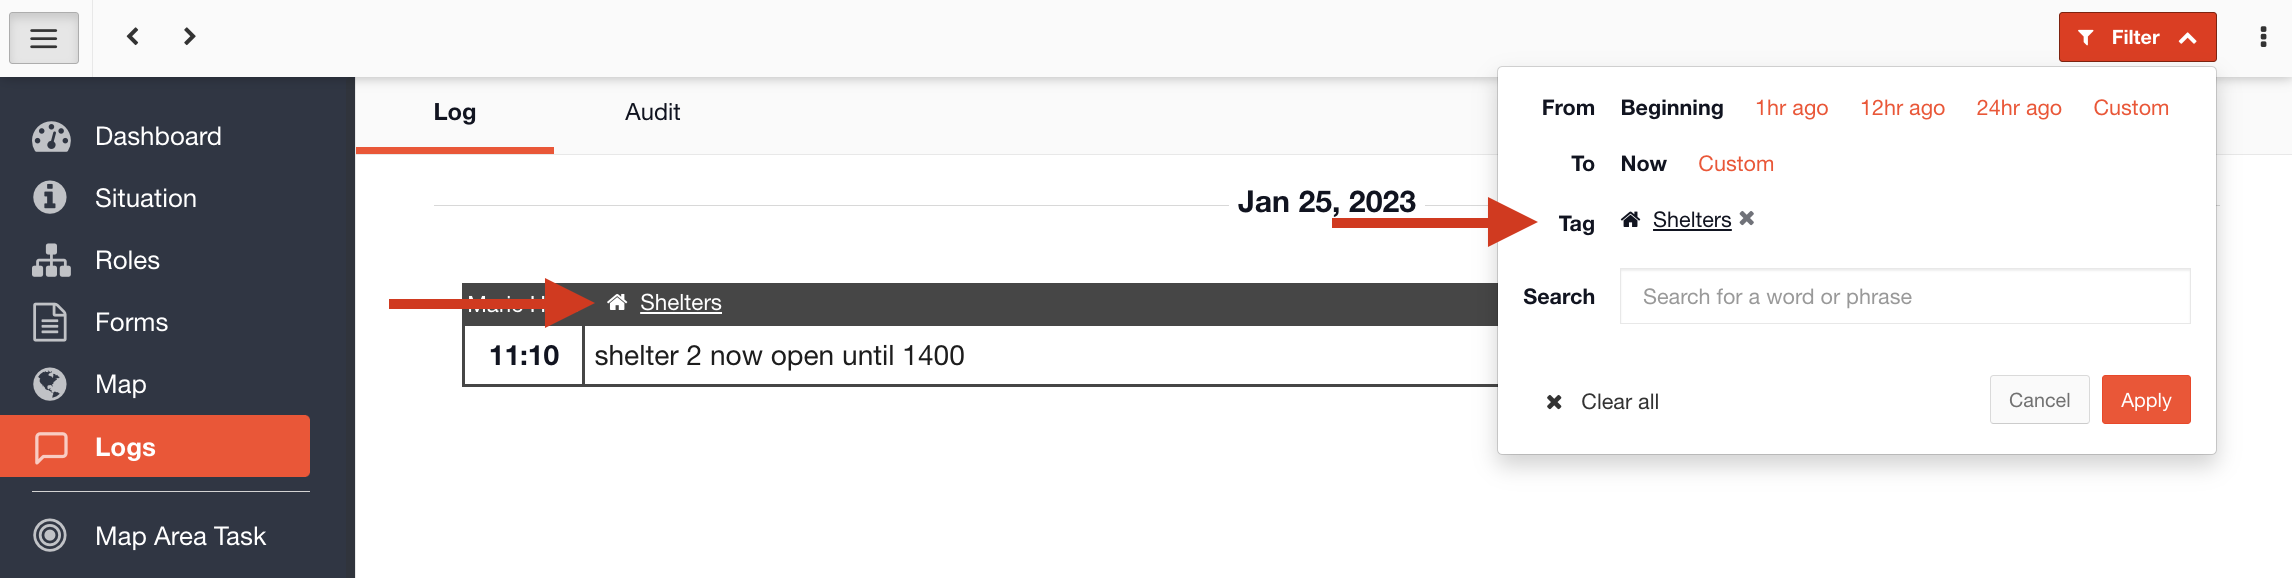 Filter
Dashboard
Situation
Roles
Forms
Map
Logs
Map Area Task
Log
Audit
Jan 25, 2023
Shelters
11:10
shelter 2 now open until 1400
From Beginning 1hr ago 12hr ago 24hr ago Custom
To Now Custom
Tag Shelters
Search Search for a word or phrase
Clear all
Cancel
Apply